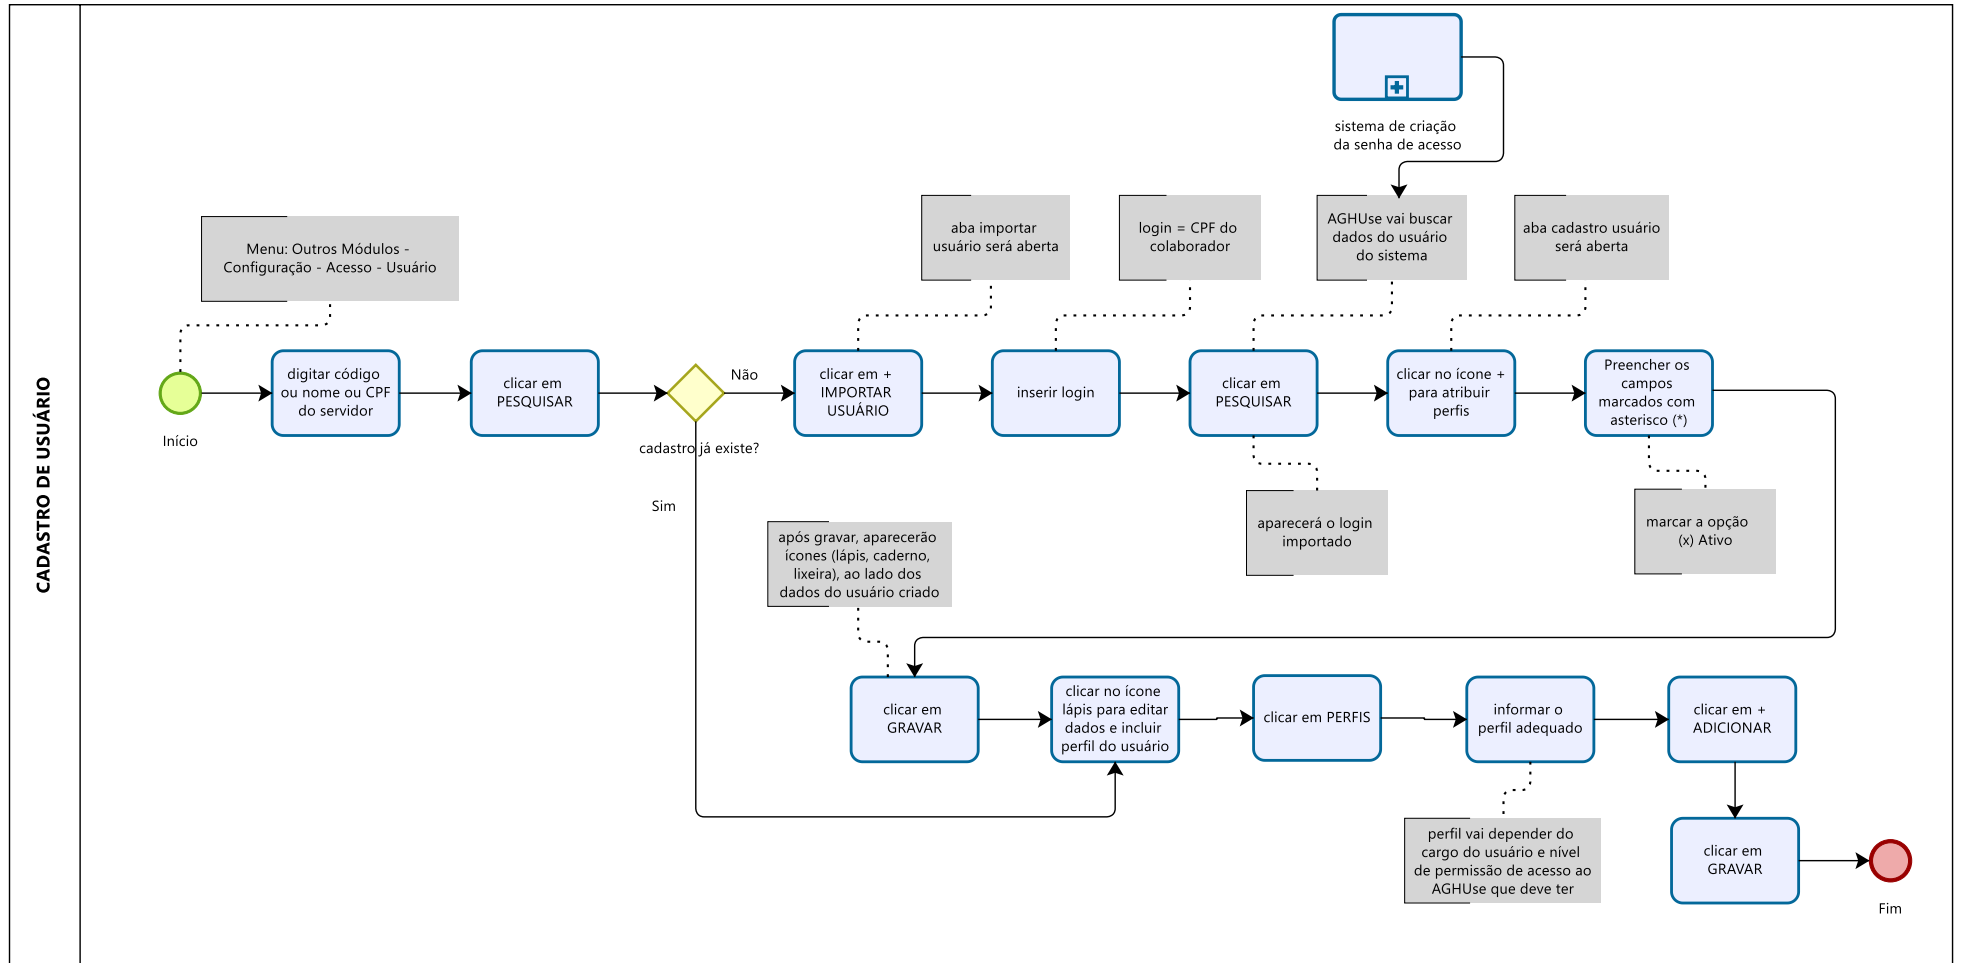 CADASTRO DE USUÁRIO
sistema de criação
da senha de acesso
Menu: Outros Módulos -
Configuração - Acesso - Usuário
aba importar
usuário será aberta
login = CPF do
colaborador
AGHUse vai buscar
dados do usuário
do sistema
aba cadastro usuário
será aberta
Início
digitar código
ou nome ou CPF
do servidor
clicar em
PESQUISAR
cadastro já existe?
Não
Sim
clicar em +
IMPORTAR
USUÁRIO
inserir login
clicar em
PESQUISAR
clicar no ícone +
para atribuir
perfis
Preencher os
campos
marcados com
asterisco (*)
aparecerá o login
importado
marcar a opção
(x) Ativo
após gravar, aparecerão
ícones (lápis, caderno,
lixeira), ao lado dos
dados do usuário criado
clicar em
GRAVAR
clicar no ícone
lápis para editar
dados e incluir
perfil do usuário
clicar em PERFIS
informar o
perfil adequado
clicar em +
ADICIONAR
perfil vai depender do
cargo do usuário e nível
de permissão de acesso ao
AGHUse que deve ter
clicar em
GRAVAR
Fim